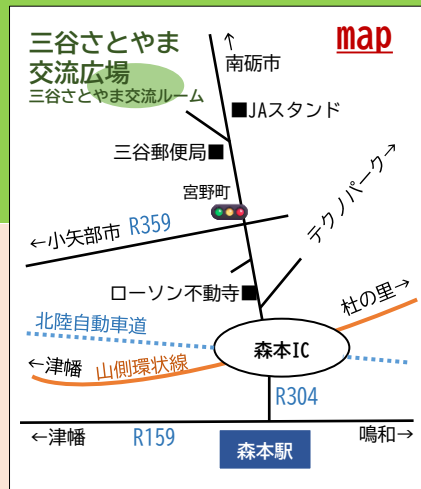 三谷さとやま
交流広場
三谷さとやま交流ルーム
map
↑
南砺市
■JAスタンド
三谷郵便局■
宮野町
テクノパーク→
←小矢部市 R359
ローソン不動寺■
杜の里→
北陸自動車道
森本IC
←津幡 山側環状線
R304
←津幡 R159
森本駅
鳴和→